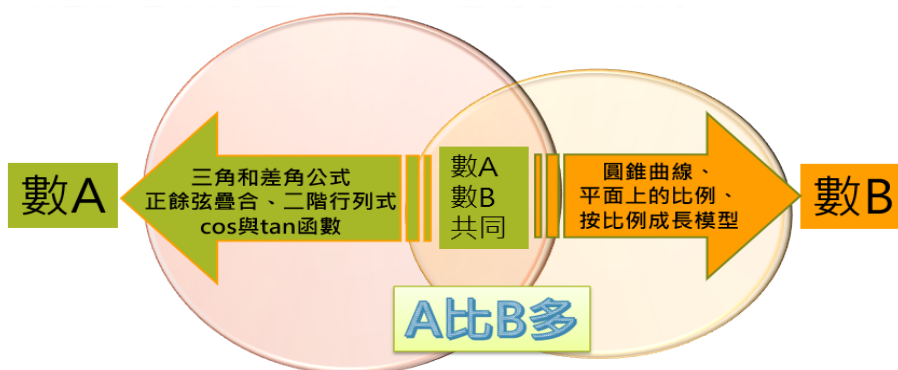 數A
三角和差角公式
正餘弦疊合、二階行列式
cos與tan函數
數A
數B
共同
圓錐曲線、
平面上的比例、
按比例成長模型
數B
A比B多